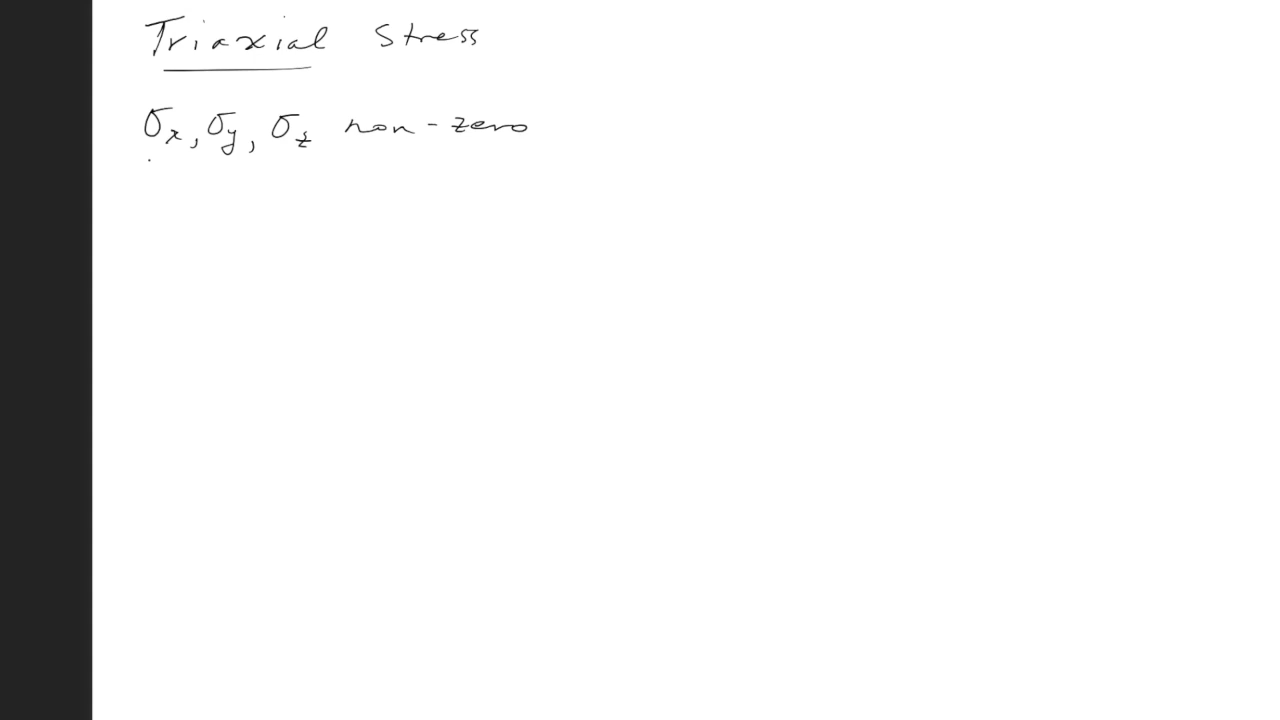 Triaxial Stress
σx, σy, σz non-zero